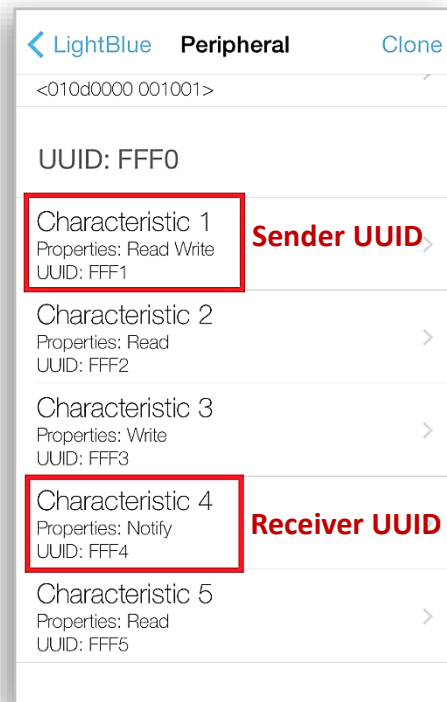 LightBlue Peripheral Clone
<010d0000 001001>
UUID: FFF0
Characteristic 1
Properties: Read Write
UUID: FFF1
Sender UUID
Characteristic 2
Properties: Read
UUID: FFF2
Characteristic 3
Properties: Write
UUID: FFF3
Characteristic 4
Properties: Notify
UUID: FFF4
Receiver UUID
Characteristic 5
Properties: Read
UUID: FFF5